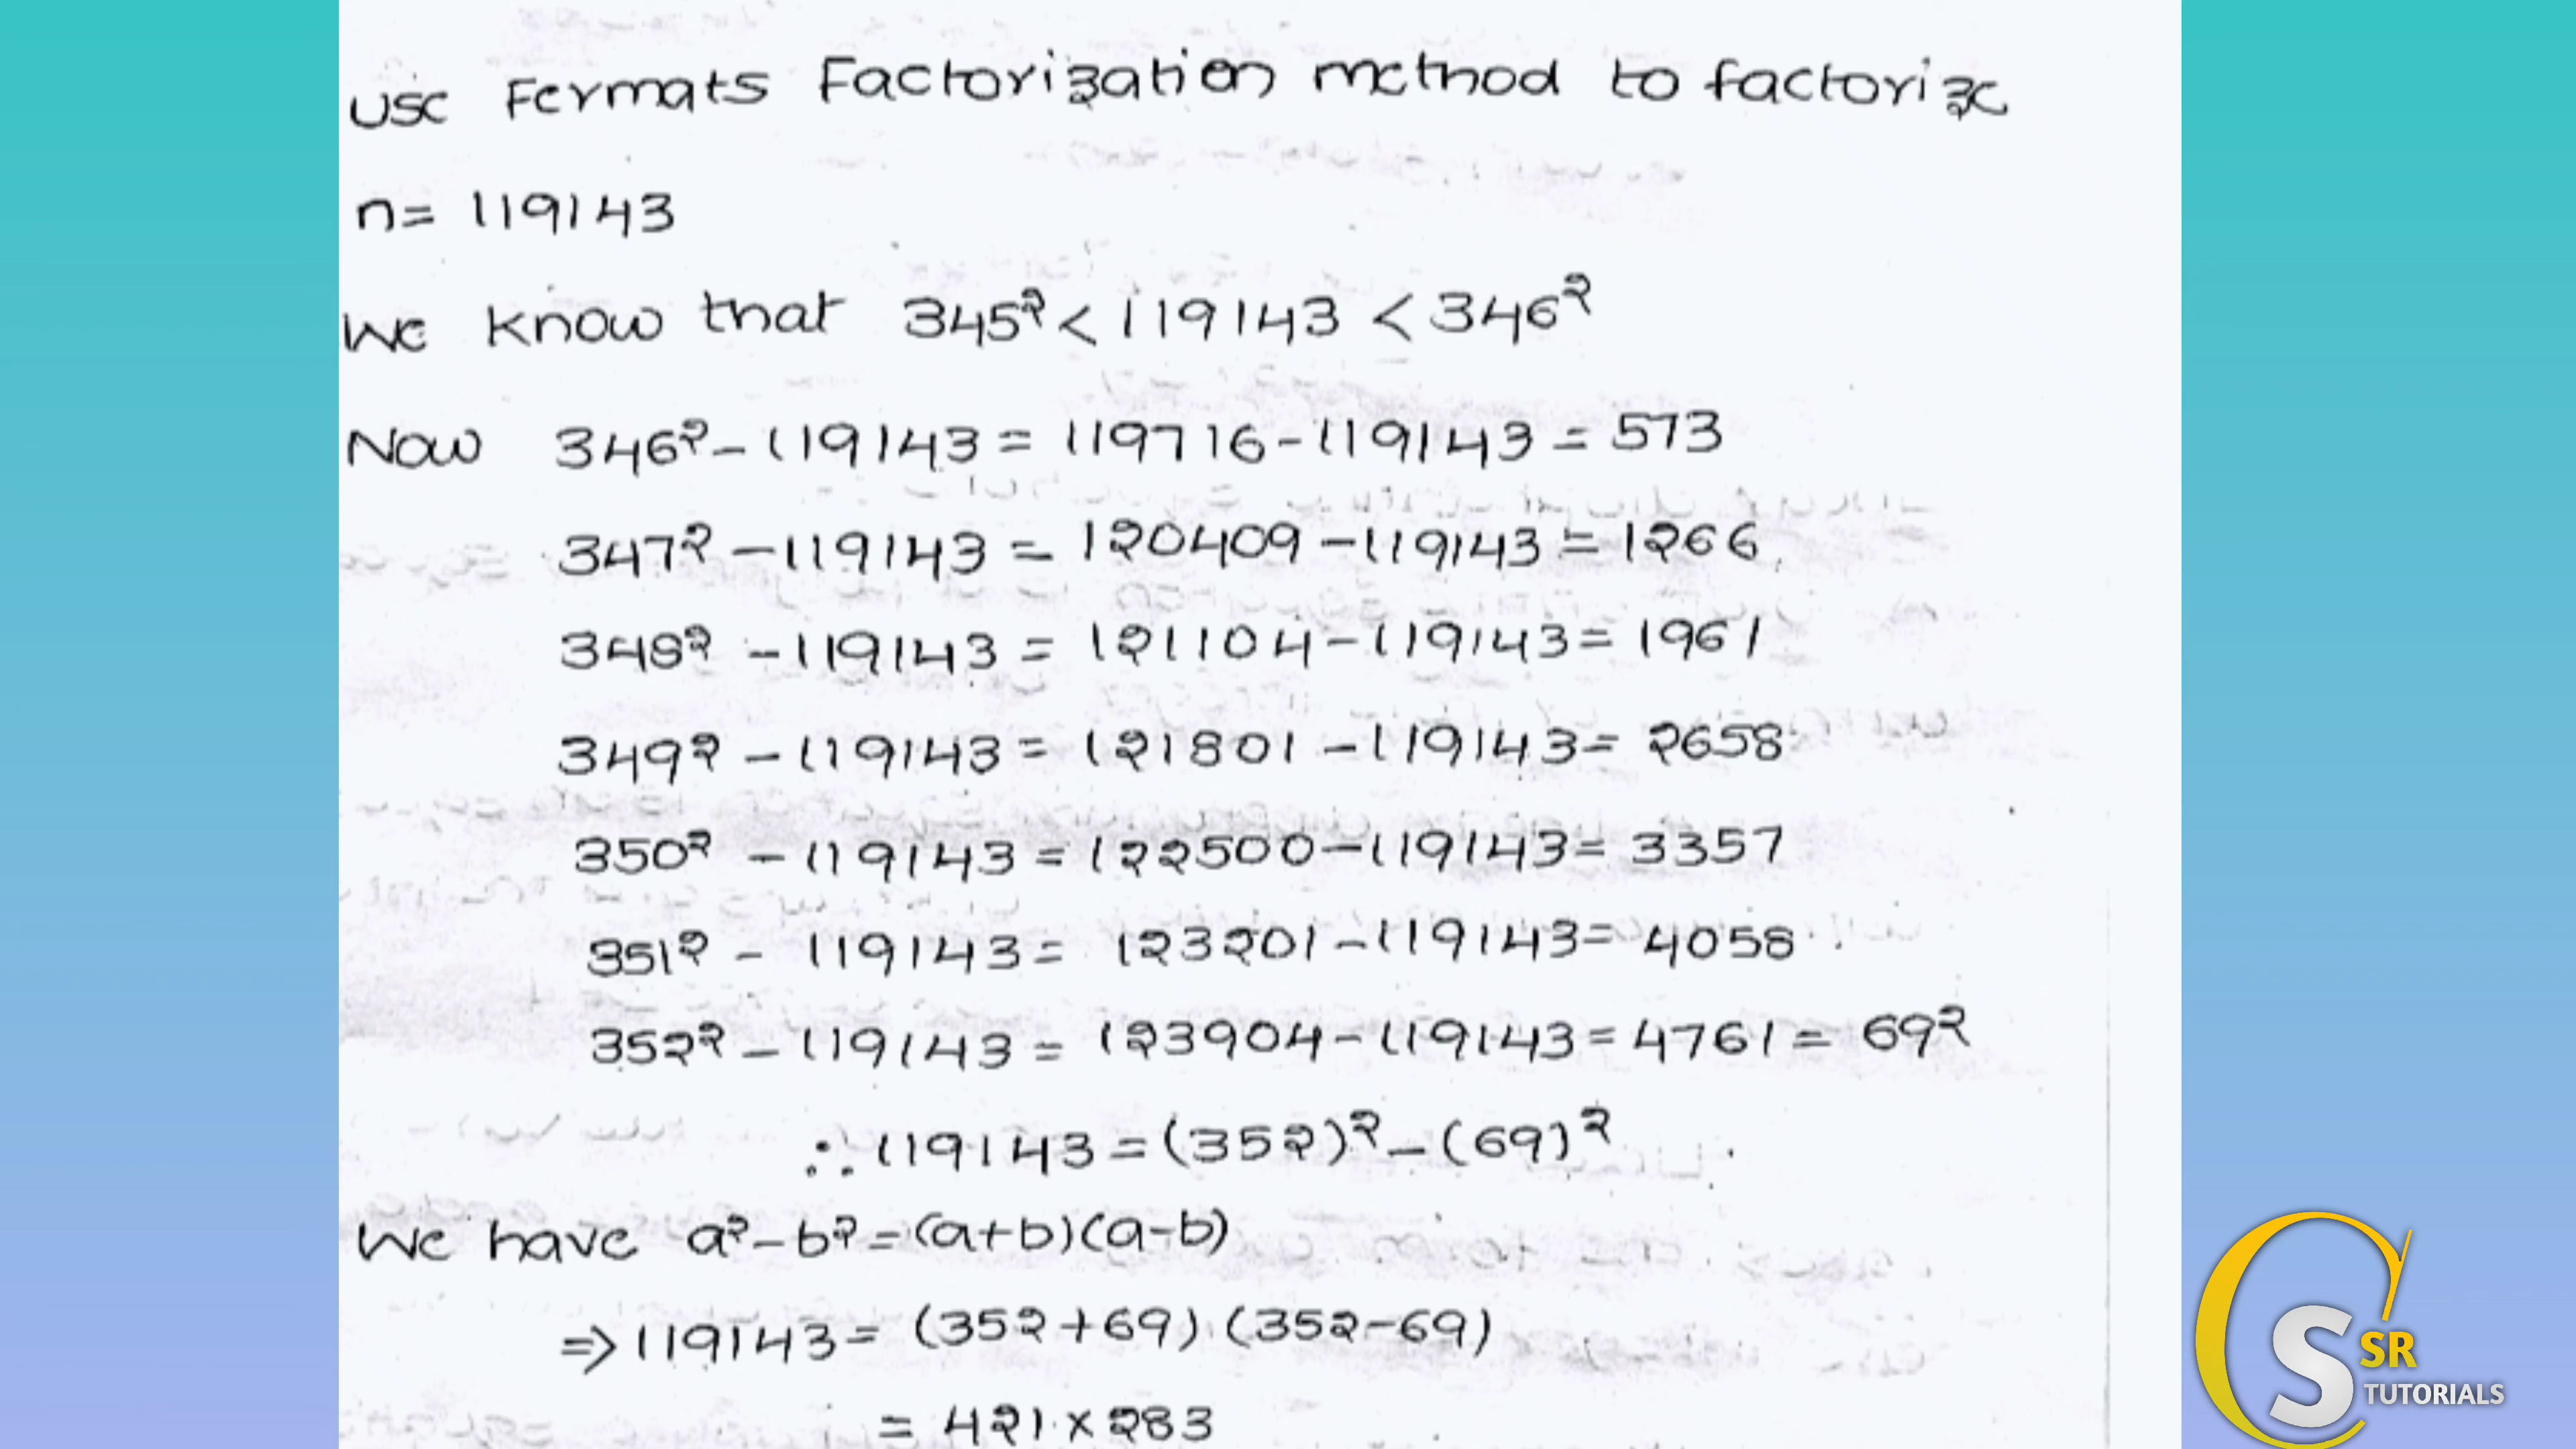 Use Fermats Factorization method to factorize
n= 119143
We know that 345² < 119143 < 346²
Now 346² - 119143 = 119716 - 119143 = 573
347² - 119143 = 120409 - 119143 = 1266
348² - 119143 = 121104 - 119143 = 1961
349² - 119143 = 121801 - 119143 = 2658
350² - 119143 = 122500 - 119143 = 3357
351² - 119143 = 123201 - 119143 = 4058
352² - 119143 = 123904 - 119143 = 4761 = 69²
∴ 119143 = (352)² - (69)²
We have a² - b² = (a+b)(a-b)
⇒ 119143 = (352+69) (352-69)
= 421 × 283
CS SR
TUTORIALS